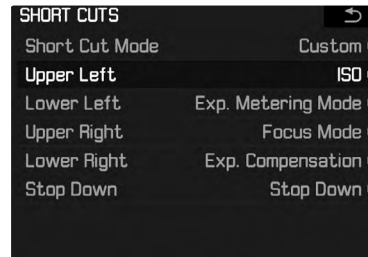 SHORT CUTS
Short Cut Mode Custom
Upper Left ISO
Lower Left Exp. Metering Mode
Upper Right Focus Mode
Lower Right Exp. Compensation
Stop Down Stop Down